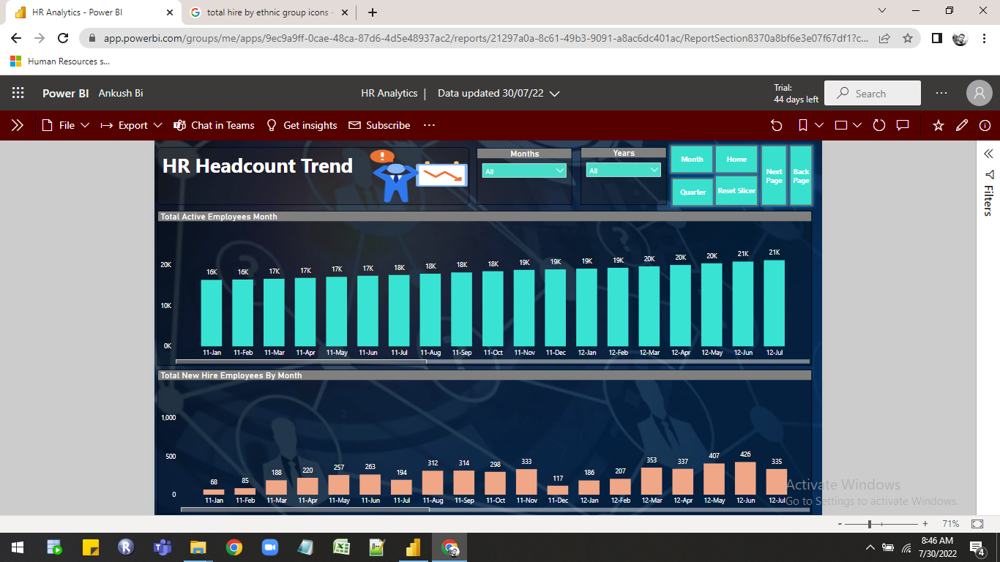 HR Analytics - Power BI
total hire by ethnic group icons -
app.powerbi.com/groups/me/apps/9ec9a9ff-0cae-48ca-87d6-4d5e48937ac2/reports/21297a0a-8c61-49b3-9091-a8ac6dc401ac/ReportSection8370a8bf6e3e07f67df1?c...
Human Resources s...
Power BI Ankush Bi HR Analytics | Data updated 30/07/22
Trial:
44 days left
Search
File Export Chat in Teams Get insights Subscribe
HR Headcount Trend
Months
All
Years
All
Month Home
Quarter Reset Slicer
Next
Page
Back
Page
Filters
Total Active Employees Month
20K
10K
0K
16K 16K 17K 17K 17K 17K 18K 18K 18K 18K 19K 19K 19K 19K 20K 20K 20K 21K 21K
11-Jan 11-Feb 11-Mar 11-Apr 11-May 11-Jun 11-Jul 11-Aug 11-Sep 11-Oct 11-Nov 11-Dec 12-Jan 12-Feb 12-Mar 12-Apr 12-May 12-Jun 12-Jul
Total New Hire Employees By Month
1,000
500
0
68 85 188 220 257 263 194 312 314 298 333 117 186 207 353 337 407 426 335
11-Jan 11-Feb 11-Mar 11-Apr 11-May 11-Jun 11-Jul 11-Aug 11-Sep 11-Oct 11-Nov 11-Dec 12-Jan 12-Feb 12-Mar 12-Apr 12-May 12-Jun 12-Jul
Activate Windows
Go to Settings to activate Windows.
- + 71%
8:46 AM
7/30/2022
4